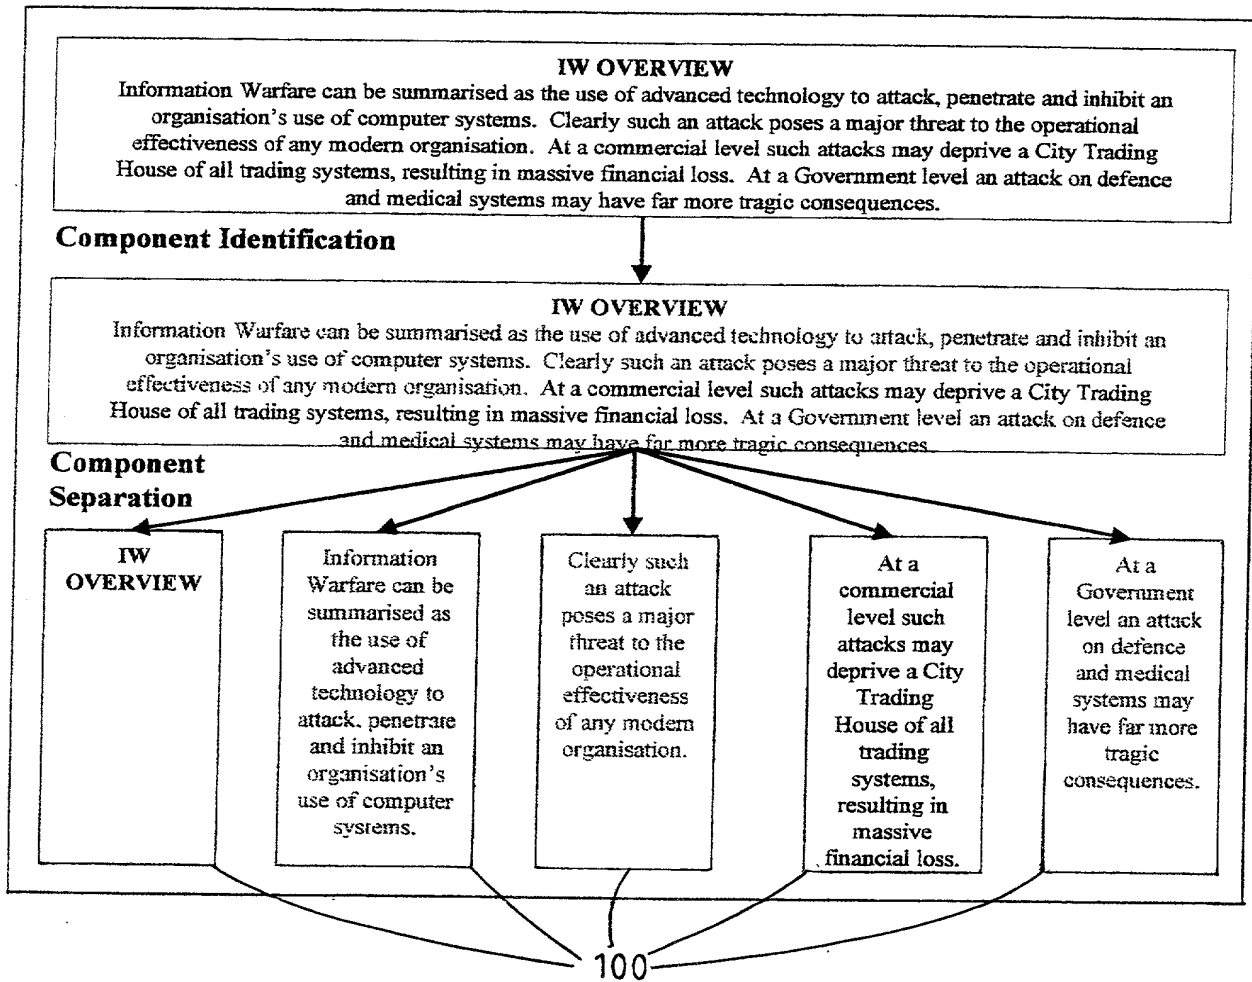 IW OVERVIEW
Information Warfare can be summarised as the use of advanced technology to attack, penetrate and inhibit an
organisation's use of computer systems. Clearly such an attack poses a major threat to the operational
effectiveness of any modern organisation. At a commercial level such attacks may deprive a City Trading
House of all trading systems, resulting in massive financial loss. At a Government level an attack on defence
and medical systems may have far more tragic consequences.
Component Identification
IW OVERVIEW
Information Warfare can be summarised as the use of advanced technology to attack, penetrate and inhibit an
organisation's use of computer systems. Clearly such an attack poses a major threat to the operational
effectiveness of any modern organisation. At a commercial level such attacks may deprive a City Trading
House of all trading systems, resulting in massive financial loss. At a Government level an attack on defence
and medical systems may have far more tragic consequences.
Component
Separation
IW
OVERVIEW
Information
Warfare can be
summarised as
the use of
advanced
technology to
attack, penetrate
and inhibit an
organisation's
use of computer
systems.
Clearly such
an attack
poses a major
threat to the
operational
effectiveness
of any modern
organisation.
At a
commercial
level such
attacks may
deprive a City
Trading
House of all
trading
systems,
resulting in
massive
financial loss.
At a
Government
level an attack
on defence
and medical
systems may
have far more
tragic
consequences.
100